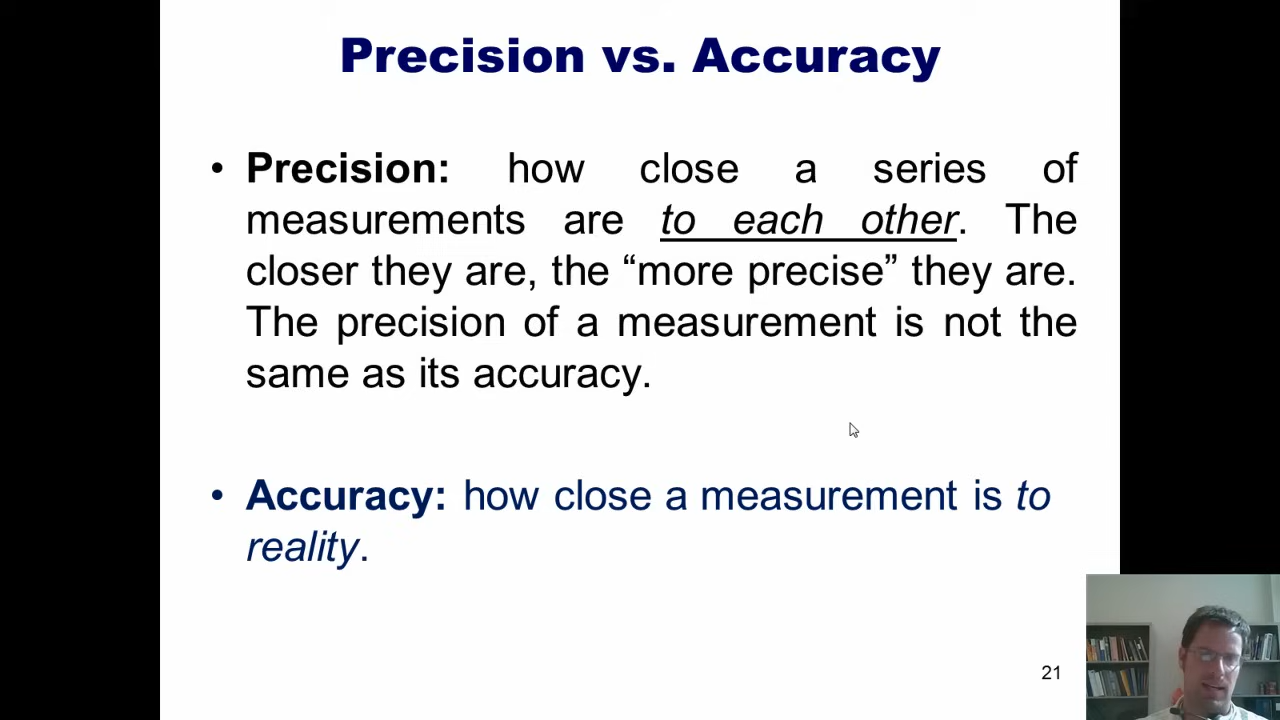 Precision vs. Accuracy
• Precision: how close a series of
measurements are to each other. The
closer they are, the “more precise” they are.
The precision of a measurement is not the
same as its accuracy.
• Accuracy: how close a measurement is to
reality.
21